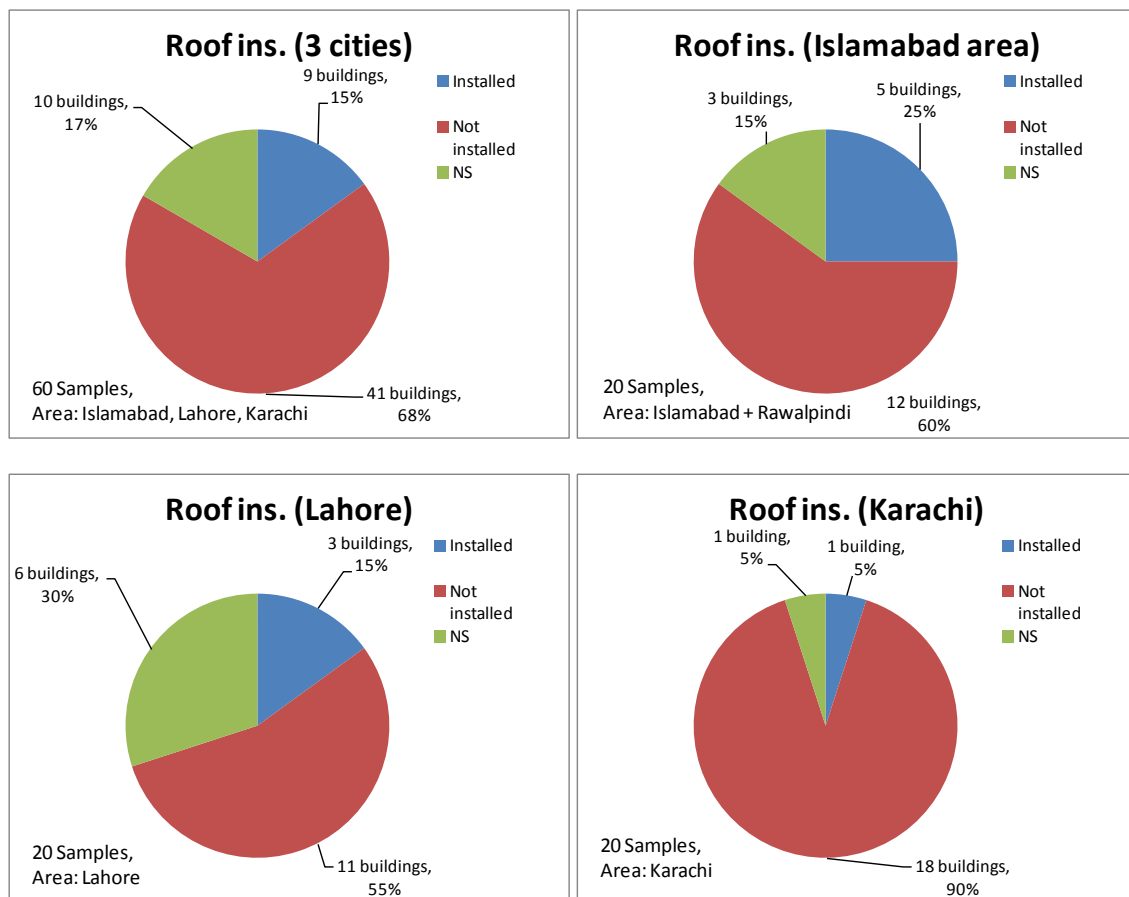 Roof ins. (3 cities)
9 buildings,
15%
10 buildings,
17%
Installed
Not
installed
NS
60 Samples,
Area: Islamabad, Lahore, Karachi
41 buildings,
68%
Roof ins. (Islamabad area)
5 buildings,
25%
3 buildings,
15%
Installed
Not
installed
NS
20 Samples,
Area: Islamabad + Rawalpindi
12 buildings,
60%
Roof ins. (Lahore)
3 buildings,
15%
6 buildings,
30%
Installed
Not
installed
NS
20 Samples,
Area: Lahore
11 buildings,
55%
Roof ins. (Karachi)
1 building,
5%
1 building,
5%
Installed
Not
installed
NS
20 Samples,
Area: Karachi
18 buildings,
90%